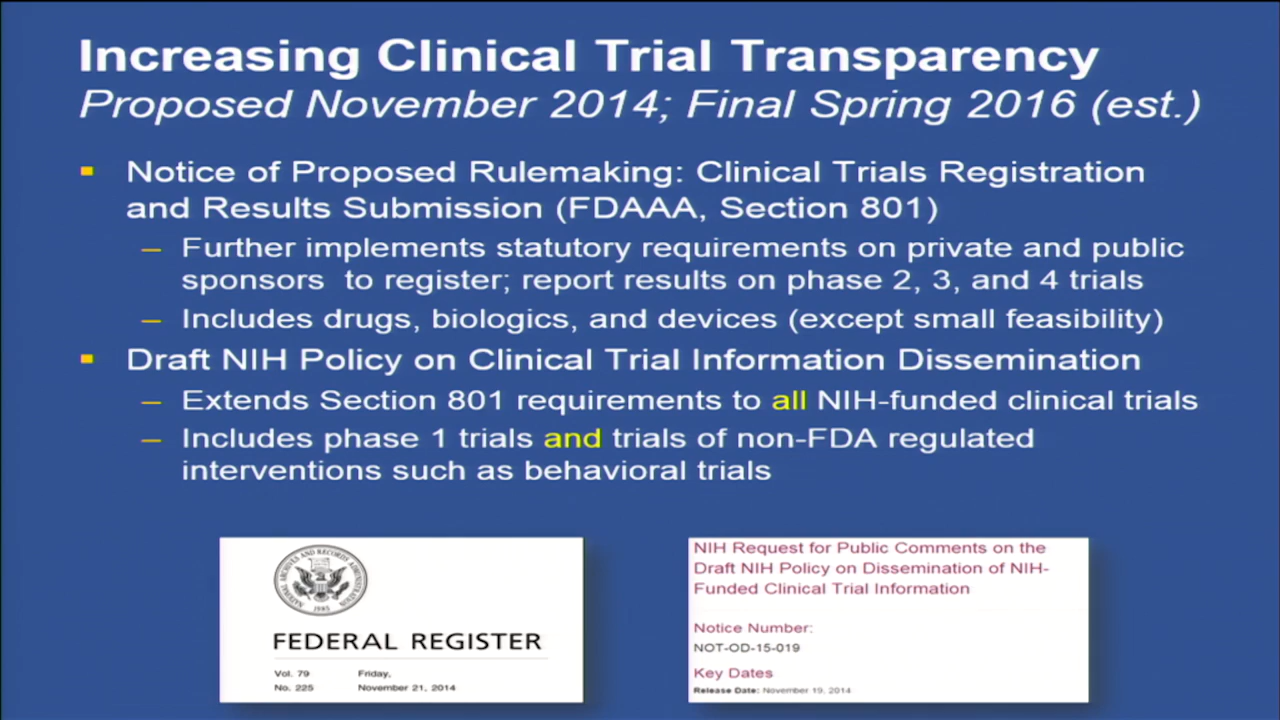 Increasing Clinical Trial Transparency
Proposed November 2014; Final Spring 2016 (est.)
Notice of Proposed Rulemaking: Clinical Trials Registration
and Results Submission (FDAAA, Section 801)
– Further implements statutory requirements on private and public
sponsors to register; report results on phase 2, 3, and 4 trials
– Includes drugs, biologics, and devices (except small feasibility)
Draft NIH Policy on Clinical Trial Information Dissemination
– Extends Section 801 requirements to all NIH-funded clinical trials
– Includes phase 1 trials and trials of non-FDA regulated
interventions such as behavioral trials
NATIONAL ARCHIVES AND RECORDS ADMINISTRATION
1985
FEDERAL REGISTER
Vol. 79 Friday,
No. 225 November 21, 2014
NIH Request for Public Comments on the
Draft NIH Policy on Dissemination of NIH-
Funded Clinical Trial Information
Notice Number:
NOT-OD-15-019
Key Dates
Release Date: November 19, 2014